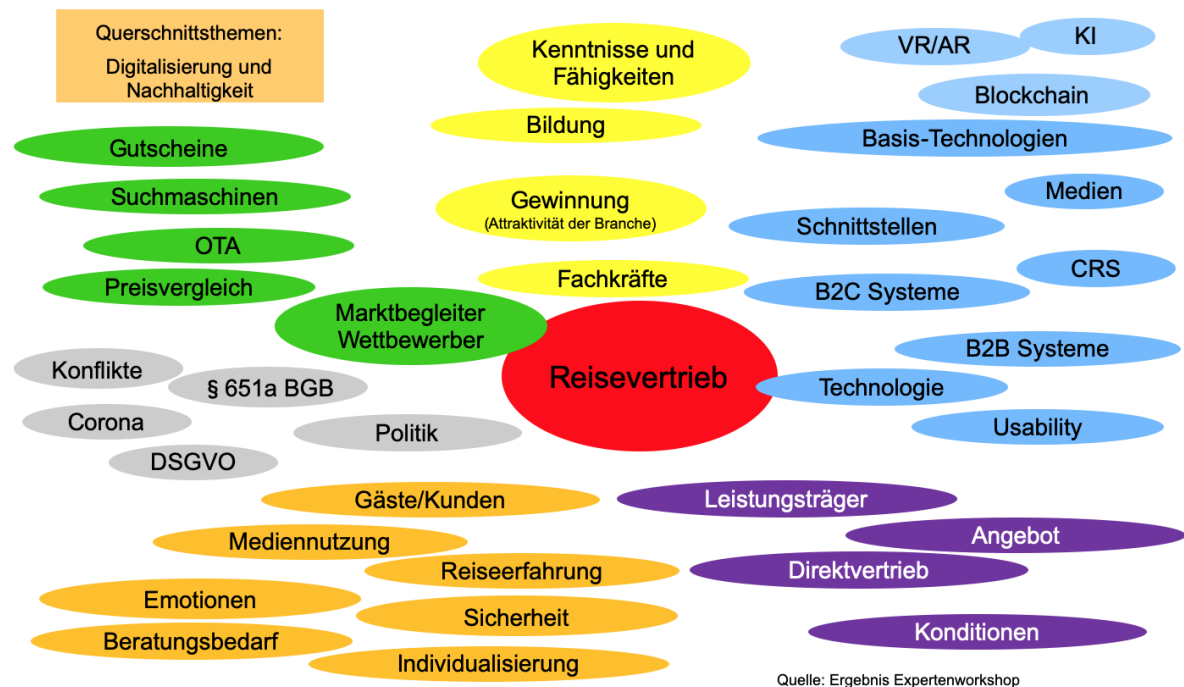 Querschnittsthemen:
Digitalisierung und
Nachhaltigkeit
Kenntnisse und
Fähigkeiten
Bildung
Gewinnung
(Attraktivität der Branche)
Fachkräfte
VR/AR
KI
Blockchain
Basis-Technologien
Medien
Schnittstellen
CRS
B2C Systeme
B2B Systeme
Technologie
Usability
Gutscheine
Suchmaschinen
OTA
Preisvergleich
Marktbegleiter
Wettbewerber
Reisevertrieb
Konflikte
§ 651a BGB
Corona
Politik
DSGVO
Gäste/Kunden
Mediennutzung
Reiseerfahrung
Emotionen
Sicherheit
Beratungsbedarf
Individualisierung
Leistungsträger
Angebot
Direktvertrieb
Konditionen
Quelle: Ergebnis Expertenworkshop